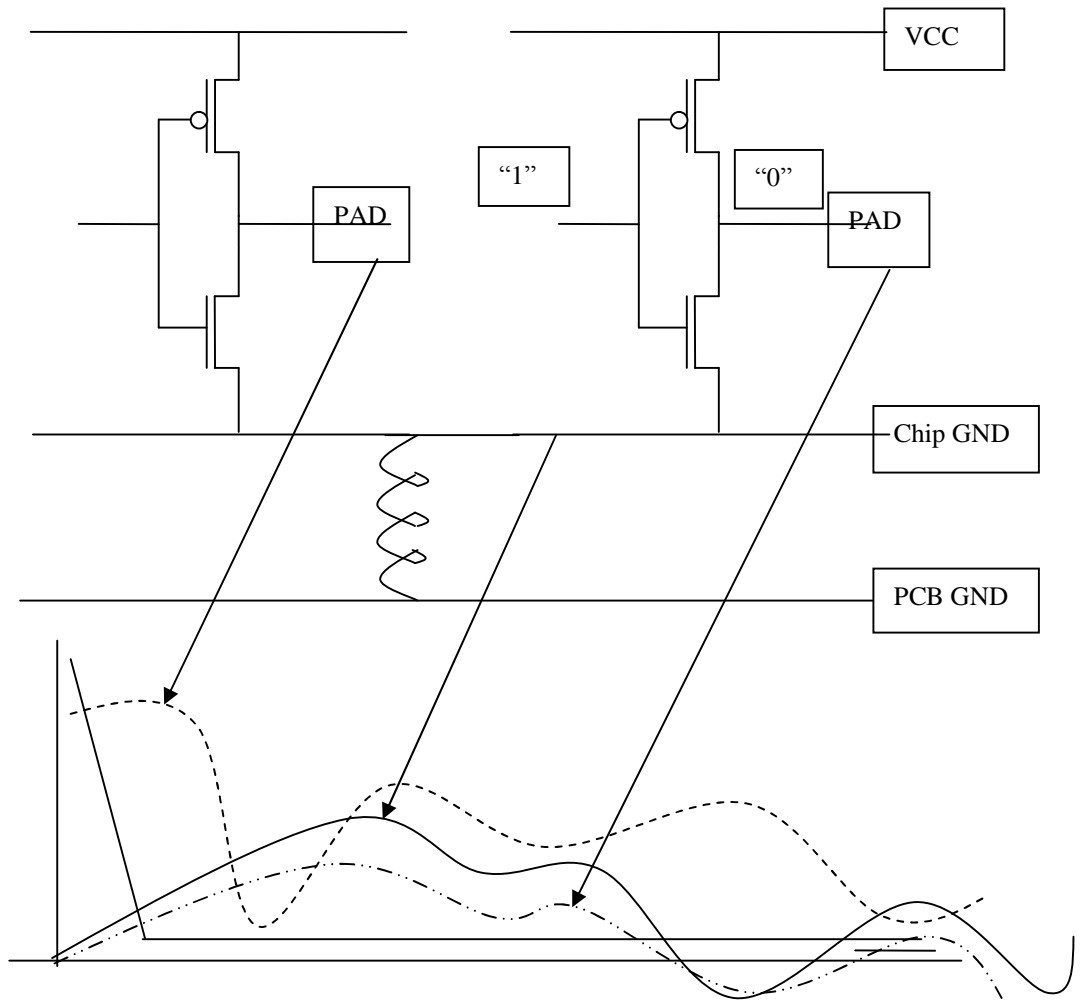 VCC
“1”
“0”
PAD
PAD
Chip GND
PCB GND